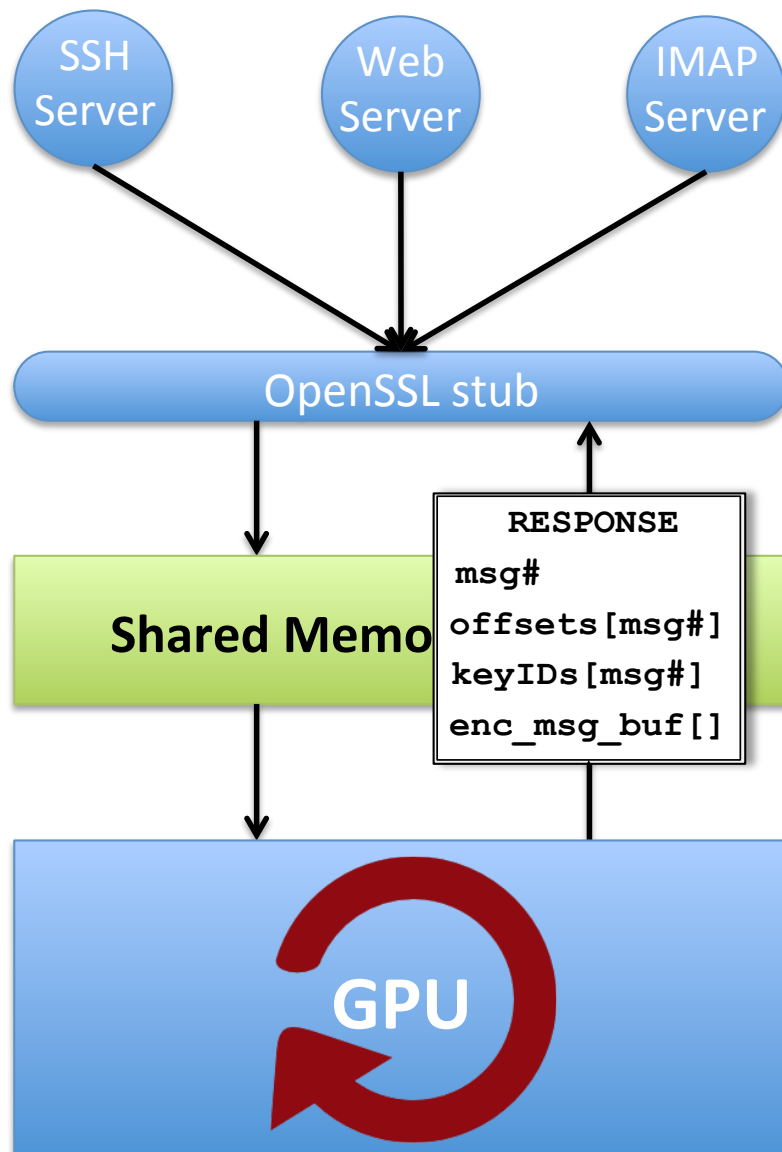 SSH
Server
Web
Server
IMAP
Server
OpenSSL stub
RESPONSE
msg#
offsets[msg#]
keyIDs[msg#]
enc_msg_buf[]
Shared Memo
GPU